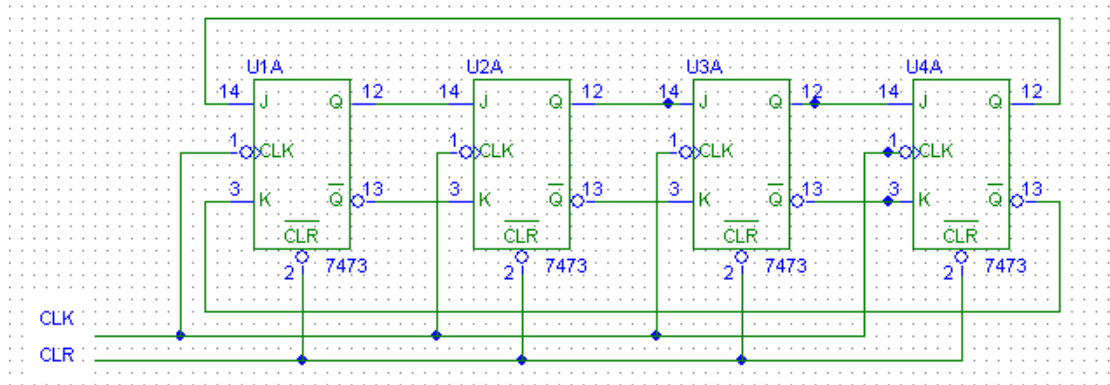 U1A U2A U3A U4A
14 J Q 12 14 J Q 12 14 J Q 12 14 J Q 12
1 CLK 1 CLK 1 CLK 1 CLK
3 K Q 13 3 K Q 13 3 K Q 13 3 K Q 13
CLR CLR CLR CLR
2 7473 2 7473 2 7473 2 7473
CLK
CLR